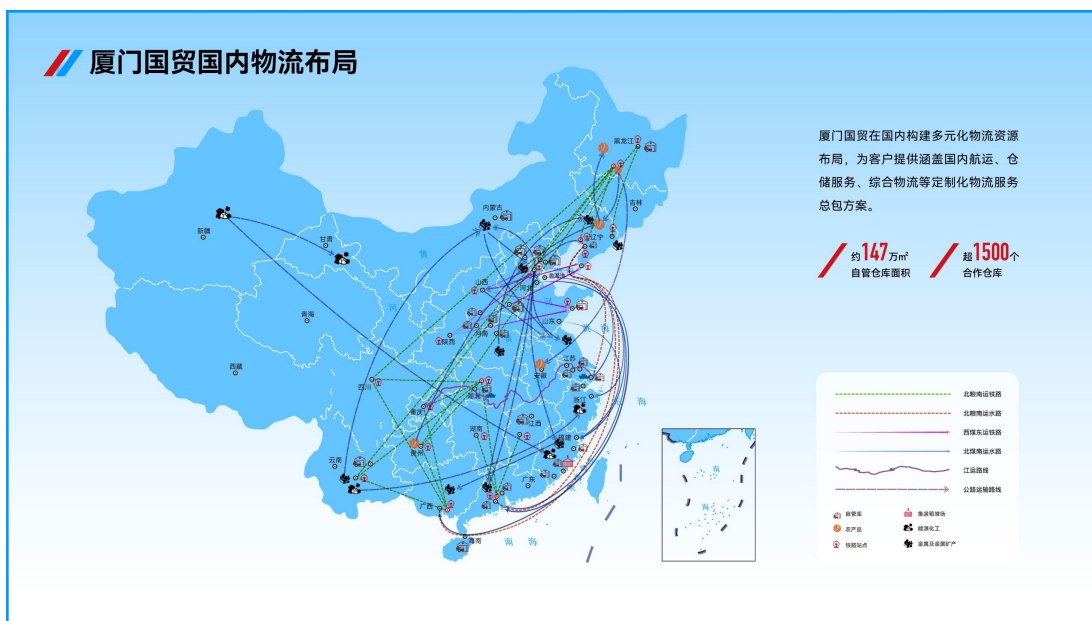 厦门国贸国内物流布局
厦门国贸在国内构建多元化物流资源
布局，为客户提供涵盖国内航运、仓
储服务、综合物流等定制化物流服务
总包方案。
约147万㎡
自管仓库面积
超1500个
合作仓库
黑龙江
吉林
内蒙古
辽宁
新疆
甘肃
山西
河北
青海
山东
陕西
河南
黄
河
黄海
西藏
四川
安徽
江苏
重庆
湖北
浙江
海
湖南
江西
贵州
福建
云南
广西
广东
海南
南海
南
海
北粮南运铁路
北粮南运水路
西煤东运铁路
北煤南运水路
江运路线
公路运输路线
自管库
集装箱堆场
农产品
能源化工
铁路站点
金属及金属矿产